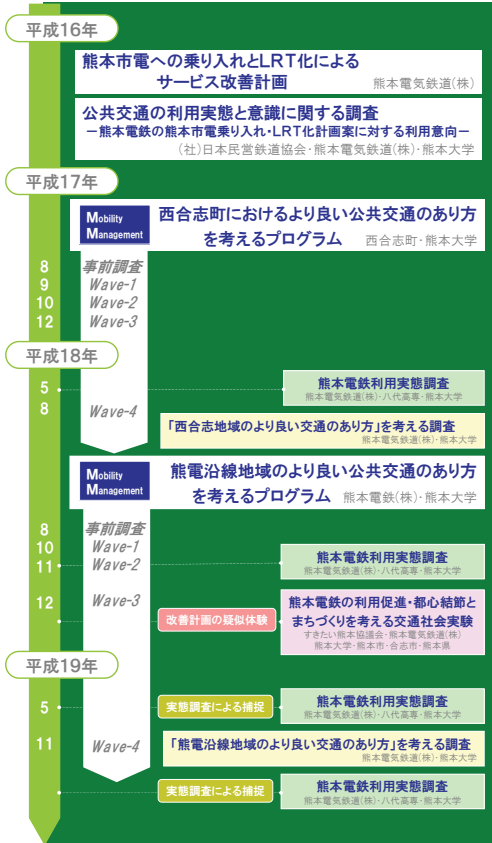 平成16年
熊本市電への乗り入れとLRT化による
サービス改善計画 熊本電気鉄道(株)
公共交通の利用実態と意識に関する調査
－熊本電鉄の熊本市電乗り入れ・LRT化計画案に対する利用意向－
(社)日本民営鉄道協会・熊本電気鉄道(株)・熊本大学
平成17年
Mobility
Management
西合志町におけるより良い公共交通のあり方
を考えるプログラム 西合志町・熊本大学
8 事前調査
9 Wave-1
10 Wave-2
12 Wave-3
平成18年
5
熊本電鉄利用実態調査
熊本電気鉄道(株)・八代高専・熊本大学
8 Wave-4
「西合志地域のより良い交通のあり方」を考える調査
熊本電気鉄道(株)・熊本大学
Mobility
Management
熊電沿線地域のより良い公共交通のあり方
を考えるプログラム 熊本電鉄(株)・熊本大学
8 事前調査
10 Wave-1
11 Wave-2
熊本電鉄利用実態調査
熊本電気鉄道(株)・八代高専・熊本大学
12 Wave-3
改善計画の疑似体験
熊本電鉄の利用促進・都心結節と
まちづくりを考える交通社会実験
すきたい熊本協議会・熊本電気鉄道(株)
熊本大学・熊本市・合志市・熊本県
平成19年
5
実態調査による捕捉
熊本電鉄利用実態調査
熊本電気鉄道(株)・八代高専・熊本大学
11 Wave-4
「熊電沿線地域のより良い交通のあり方」を考える調査
熊本電気鉄道(株)・熊本大学
実態調査による捕捉
熊本電鉄利用実態調査
熊本電気鉄道(株)・八代高専・熊本大学